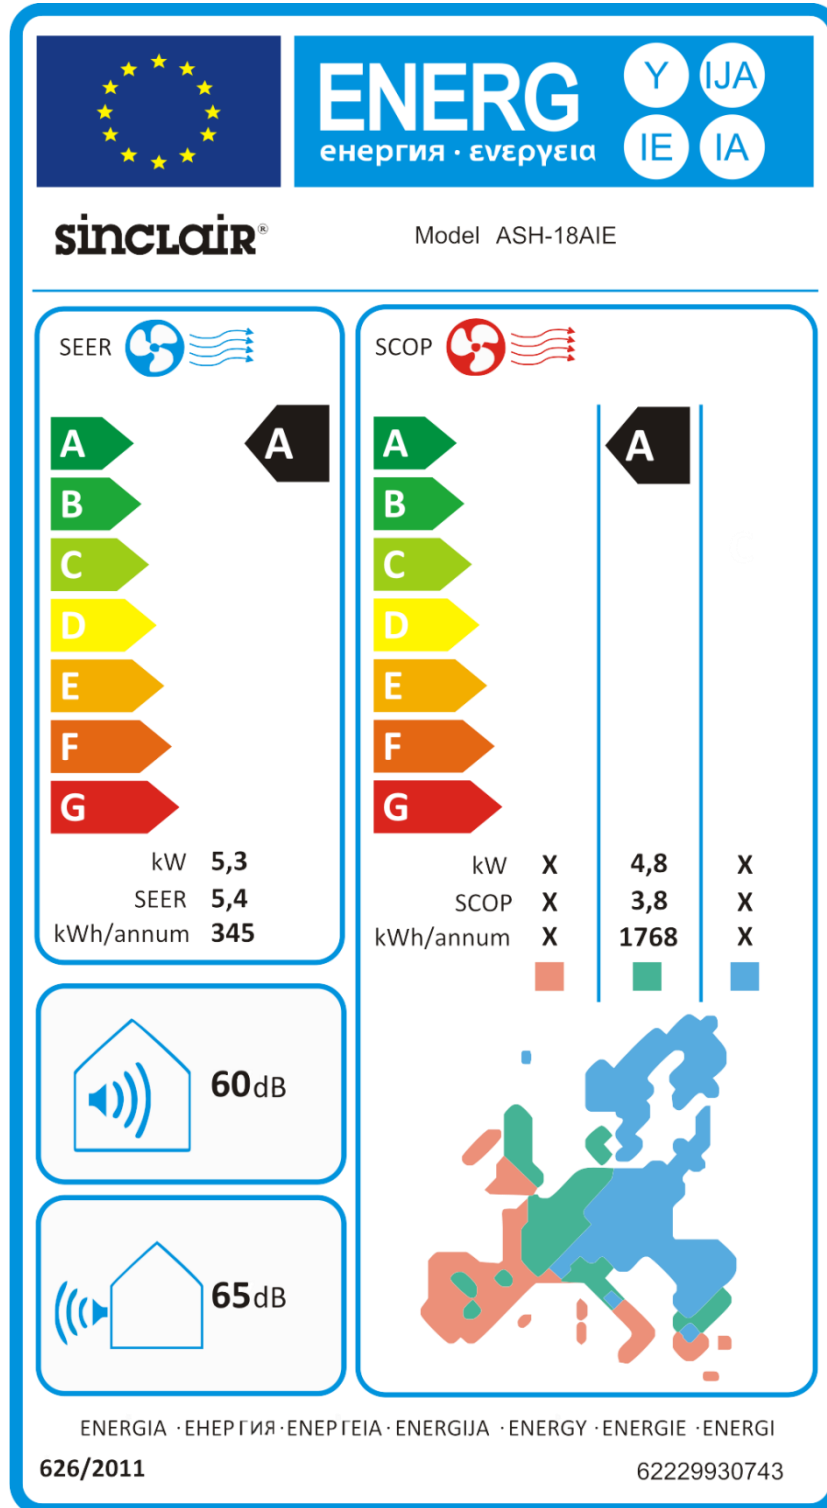 ENERG
енергия · ενεργεια
Y IJA
IE IA
sinclair®
Model ASH-18AIE
SEER
A A
B
C
D
E
F
G
kW 5,3
SEER 5,4
kWh/annum 345
SCOP
A A
B
C
D
E
F
G
kW X 4,8 X
SCOP X 3,8 X
kWh/annum X 1768 X
60dB
65dB
ENERGIA · ЕНЕРГИЯ · ΕΝΕΡΓΕΙΑ · ENERGIJA · ENERGY · ENERGIE · ENERGI
626/2011
62229930743